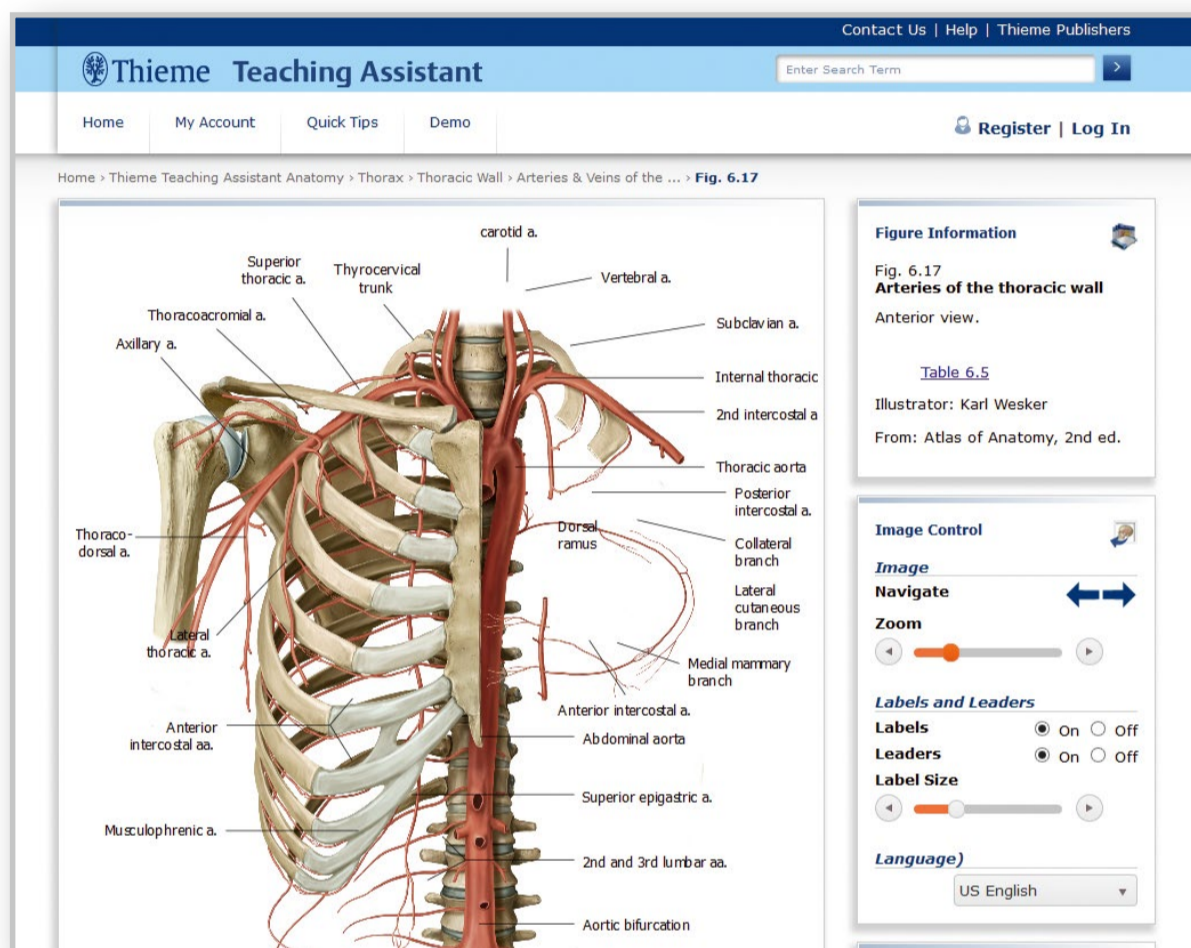 Contact Us | Help | Thieme Publishers
Thieme Teaching Assistant
Enter Search Term
Home
My Account
Quick Tips
Demo
Register | Log In
Home › Thieme Teaching Assistant Anatomy › Thorax › Thoracic Wall › Arteries & Veins of the ... › Fig. 6.17
carotid a.
Superior
thoracic a.
Thyrocervical
trunk
Vertebral a.
Thoracoacromial a.
Subclavian a.
Axillary a.
Internal thoracic
2nd intercostal a
Thoracic aorta
Posterior
intercostal a.
Dorsal
ramus
Thoraco-
dorsal a.
Collateral
branch
Lateral
cutaneous
branch
Lateral
thoracic a.
Medial mammary
branch
Anterior intercostal a.
Anterior
intercostal aa.
Abdominal aorta
Superior epigastric a.
Musculophrenic a.
2nd and 3rd lumbar aa.
Aortic bifurcation
Figure Information
Fig. 6.17
Arteries of the thoracic wall
Anterior view.
Table 6.5
Illustrator: Karl Wesker
From: Atlas of Anatomy, 2nd ed.
Image Control
Image
Navigate
Zoom
Labels and Leaders
Labels On Off
Leaders On Off
Label Size
Language)
US English